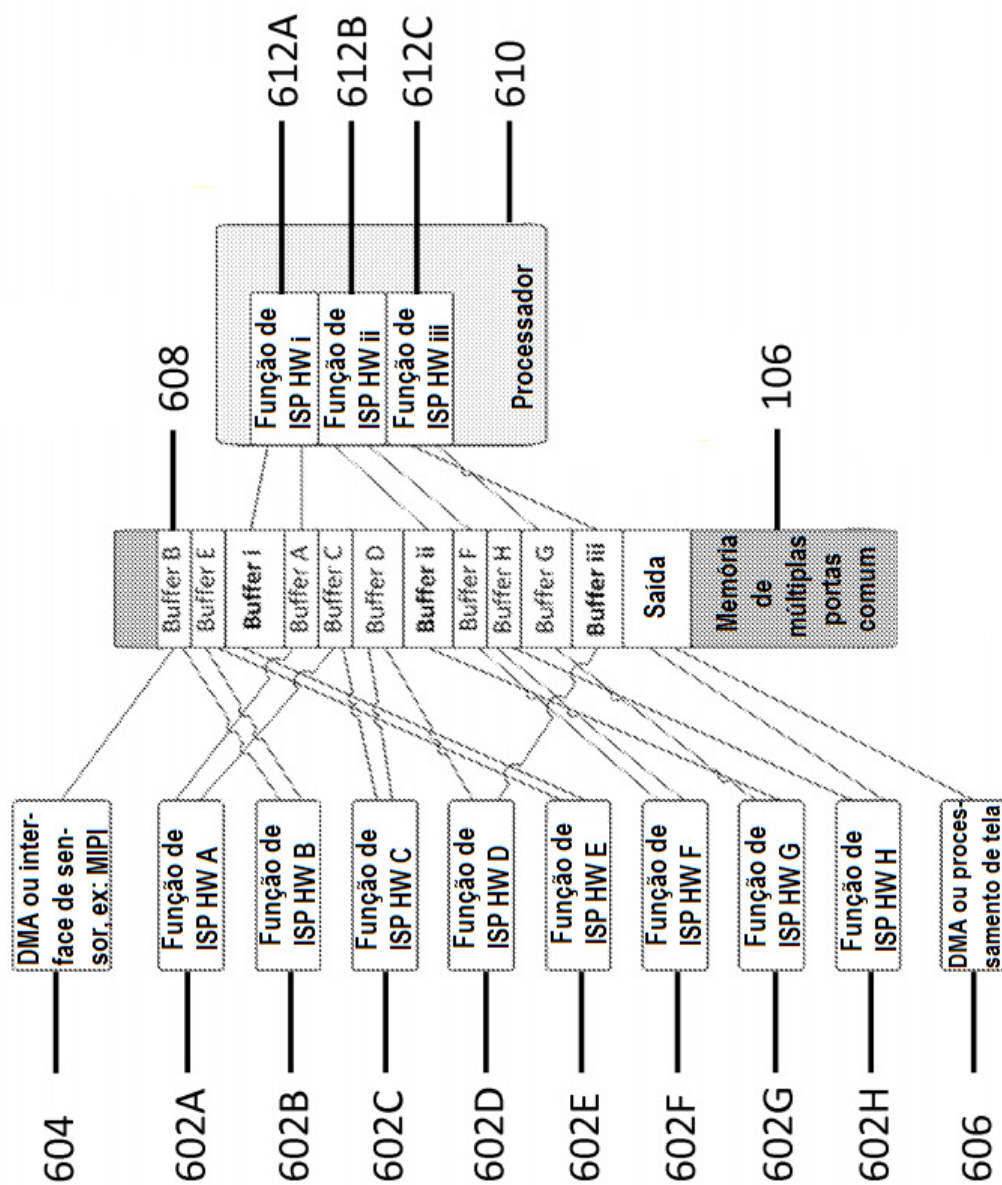 604
DMA ou inter-
face de sen-
sor, ex: MIPI
602A
Função de
ISP HW A
602B
Função de
ISP HW B
602C
Função de
ISP HW C
602D
Função de
ISP HW D
602E
Função de
ISP HW E
602F
Função de
ISP HW F
602G
Função de
ISP HW G
602H
Função de
ISP HW H
606
DMA ou proces-
samento de tela
Buffer B
Buffer E
Buffer i
Buffer A
Buffer C
Buffer D
Buffer ii
Buffer F
Buffer H
Buffer G
Buffer iii
Saída
Memória
de
múltiplas
portas
comum
608
106
Função de
ISP HW i
Função de
ISP HW ii
Função de
ISP HW iii
Processador
612A
612B
612C
610